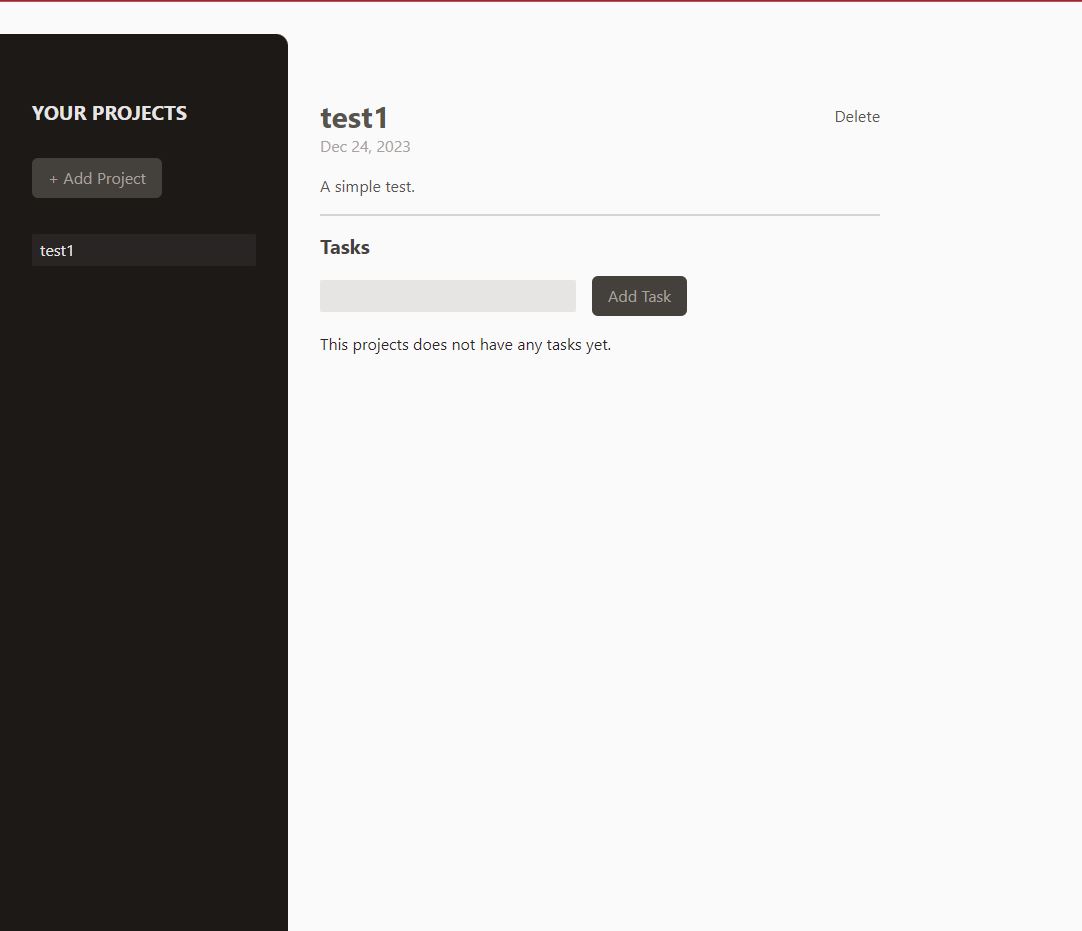 YOUR PROJECTS
+ Add Project
test1
test1
Delete
Dec 24, 2023
A simple test.
Tasks
Add Task
This projects does not have any tasks yet.